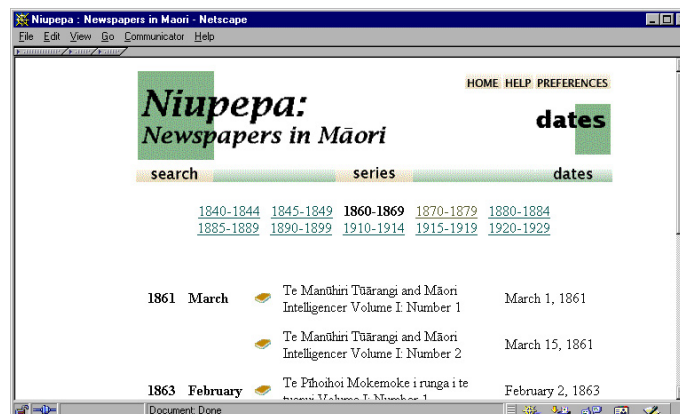 Niupepa : Newspapers in Maori - Netscape
File Edit View Go Communicator Help
HOME HELP PREFERENCES
Niupepa:
Newspapers in Māori
dates
search series dates
1840-1844 1845-1849 1860-1869 1870-1879 1880-1884
1885-1889 1890-1899 1910-1914 1915-1919 1920-1929
1861 March Te Manūhiri Tūārangi and Māori
Intelligencer Volume I: Number 1 March 1, 1861
Te Manūhiri Tūārangi and Māori
Intelligencer Volume I: Number 2 March 15, 1861
1863 February Te Pīhoihoi Mokemoke i runga i te
tuanui Volume I: Number 1 February 2, 1863
Document: Done